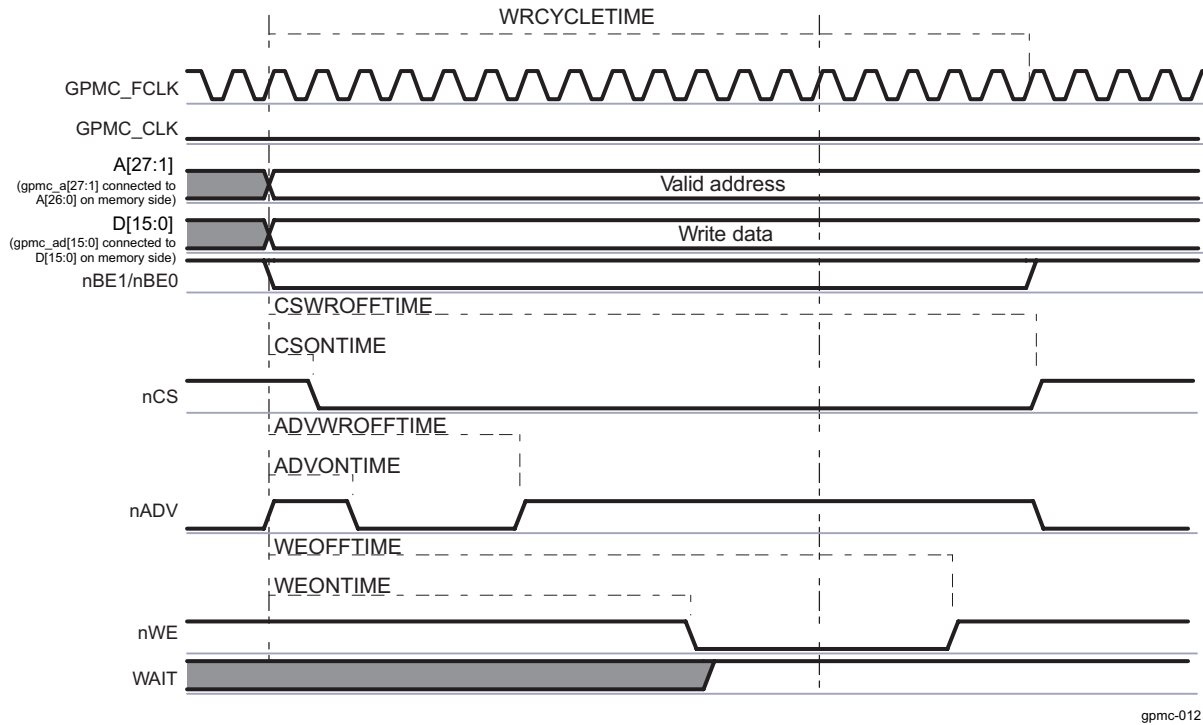 WRCYCLETIME
GPMC_FCLK
GPMC_CLK
A[27:1]
(gpmc_a[27:1] connected to
A[26:0] on memory side)
Valid address
D[15:0]
(gpmc_ad[15:0] connected to
D[15:0] on memory side)
Write data
nBE1/nBE0
CSWROFFTIME
CSONTIME
nCS
ADVWROFFTIME
ADVONTIME
nADV
WEOFFTIME
WEONTIME
nWE
WAIT
gpmc-012